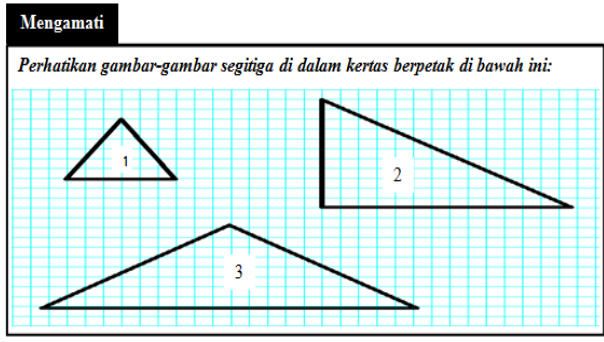 Mengamati
Perhatikan gambar-gambar segitiga di dalam kertas berpetak di bawah ini:
1
2
3